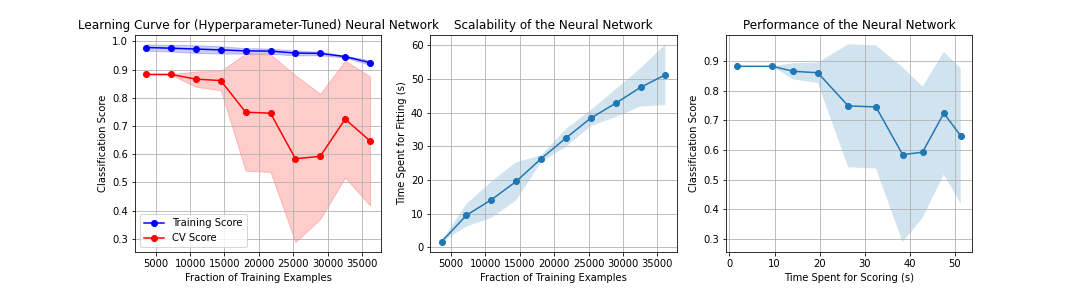 Learning Curve for (Hyperparameter-Tuned) Neural Network
Classification Score
1.0
0.9
0.8
0.7
0.6
0.5
0.4
0.3
Training Score
CV Score
5000 10000 15000 20000 25000 30000 35000
Fraction of Training Examples
Scalability of the Neural Network
Time Spent for Fitting (s)
60
50
40
30
20
10
0
5000 10000 15000 20000 25000 30000 35000
Fraction of Training Examples
Performance of the Neural Network
Classification Score
0.9
0.8
0.7
0.6
0.5
0.4
0.3
0 10 20 30 40 50
Time Spent for Scoring (s)